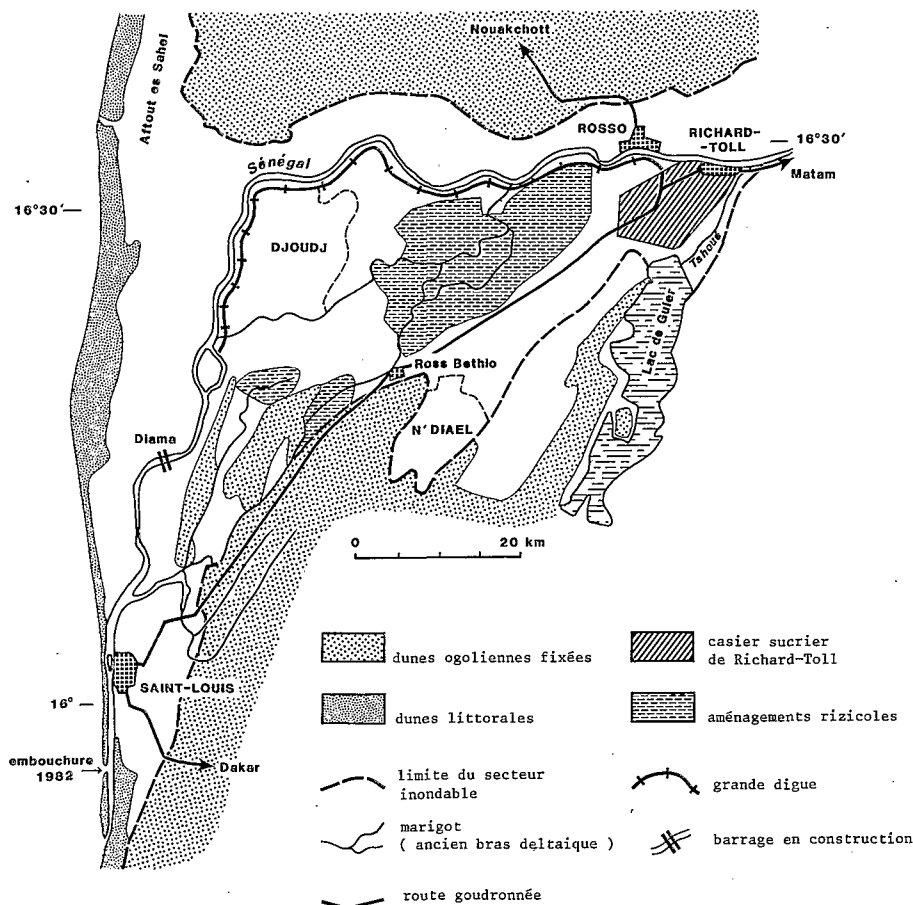 Nouakchott
Aftout es Sahel
ROSSO
RICHARD-
-TOLL
16°30′
Matam
Sénégal
16°30′
DJOUDJ
Tahoué
Lac de Guier
Ross Bethio
N'DIAEL
Diama
0 20 km
SAINT-LOUIS
16°
embouchure
1982
Dakar
dunes ogoliennes fixées
casier sucrier
de Richard-Toll
dunes littorales
aménagements rizicoles
limite du secteur
inondable
grande digue
marigot
( ancien bras deltaique )
barrage en construction
route goudronnée